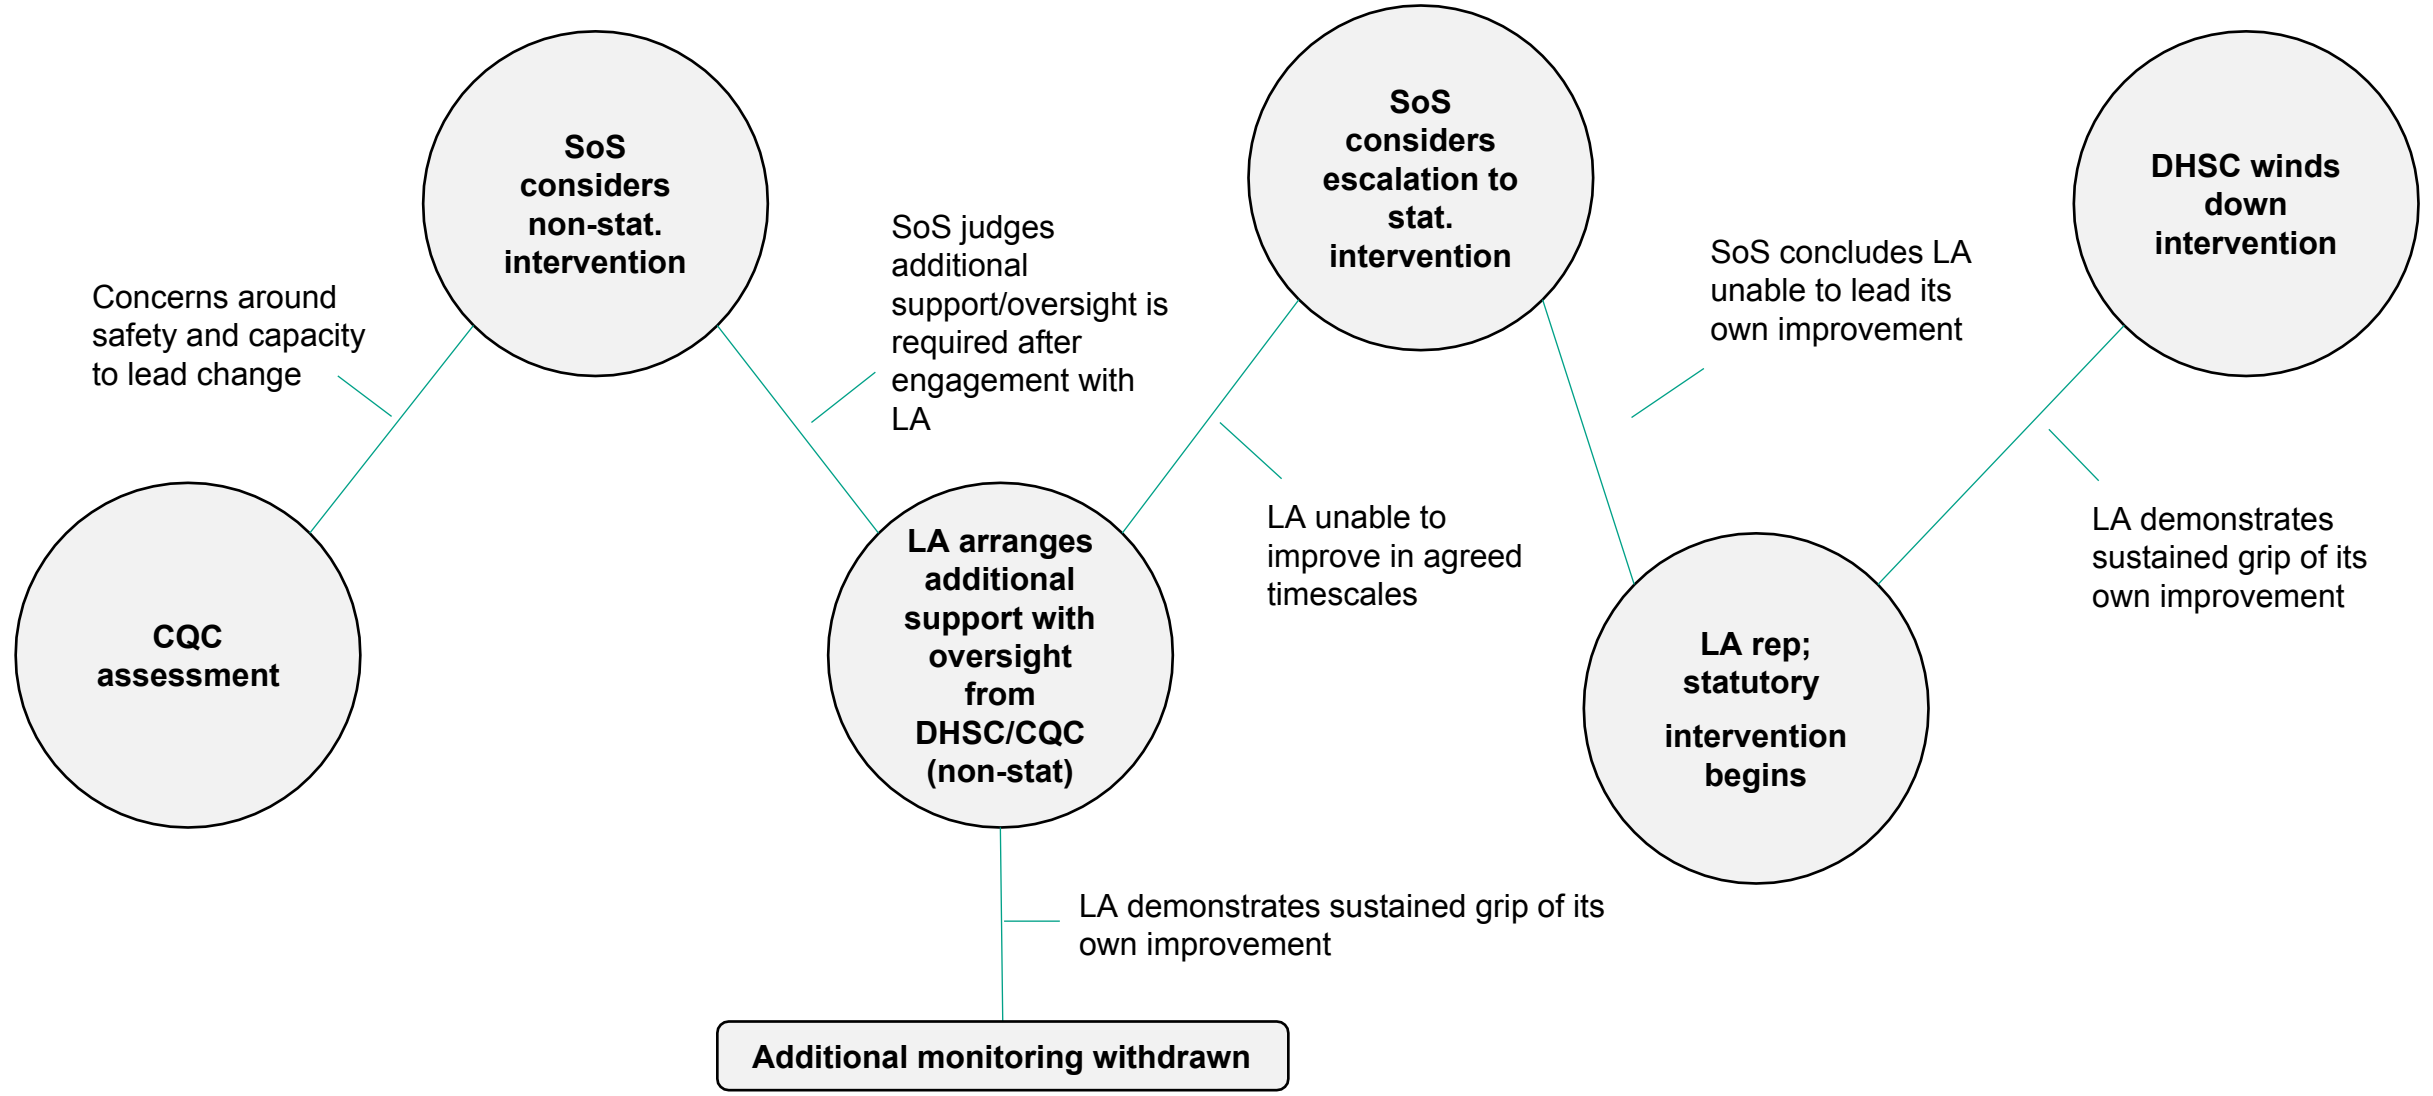 Concerns around
safety and capacity
to lead change
CQC
assessment
SoS
considers
non-stat.
intervention
SoS judges
additional
support/oversight is
required after
engagement with
LA
LA arranges
additional
support with
oversight
from
DHSC/CQC
(non-stat)
LA demonstrates sustained grip of its
own improvement
Additional monitoring withdrawn
LA unable to
improve in agreed
timescales
SoS
considers
escalation to
stat.
intervention
SoS concludes LA
unable to lead its
own improvement
LA rep;
statutory
intervention
begins
LA demonstrates
sustained grip of its
own improvement
DHSC winds
down
intervention